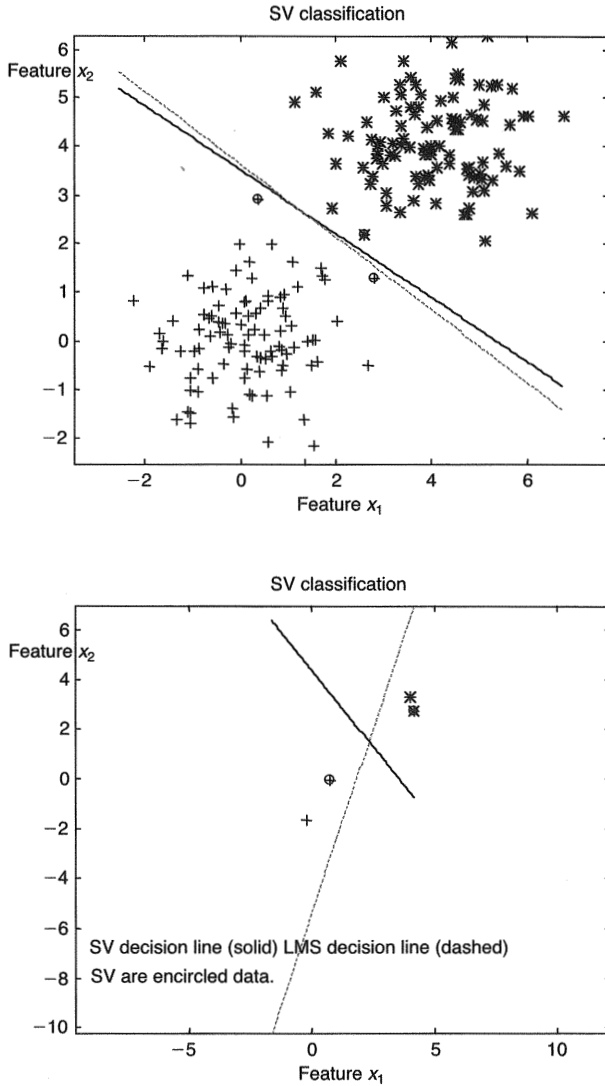 SV classification
Feature x₂
6
5
4
3
2
1
0
−1
−2
−2 0 2 4 6
Feature x₁
SV classification
6
Feature x₂
4
2
0
−2
−4
−6
SV decision line (solid) LMS decision line (dashed)
−8
SV are encircled data.
−10
−5 0 5 10
Feature x₁